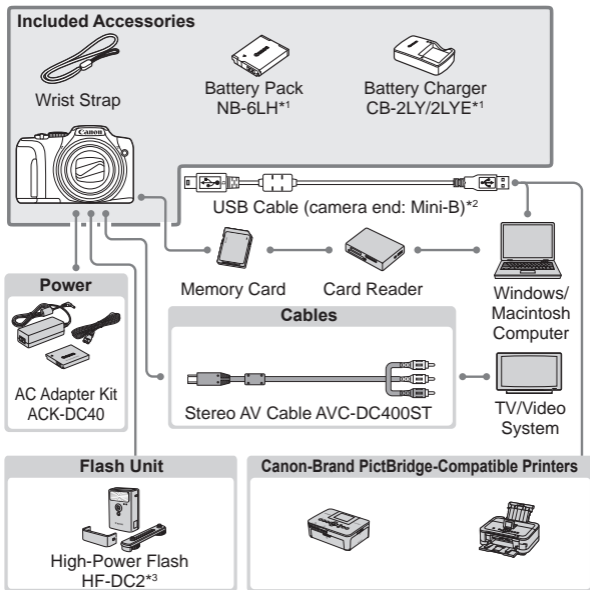 Included Accessories
Wrist Strap
Battery Pack
NB-6LH*1
Battery Charger
CB-2LY/2LYE*1
Canon
USB Cable (camera end: Mini-B)*2
Memory Card
Card Reader
Windows/
Macintosh
Computer
Power
AC Adapter Kit
ACK-DC40
Cables
Stereo AV Cable AVC-DC400ST
TV/Video
System
Flash Unit
High-Power Flash
HF-DC2*3
Canon-Brand PictBridge-Compatible Printers